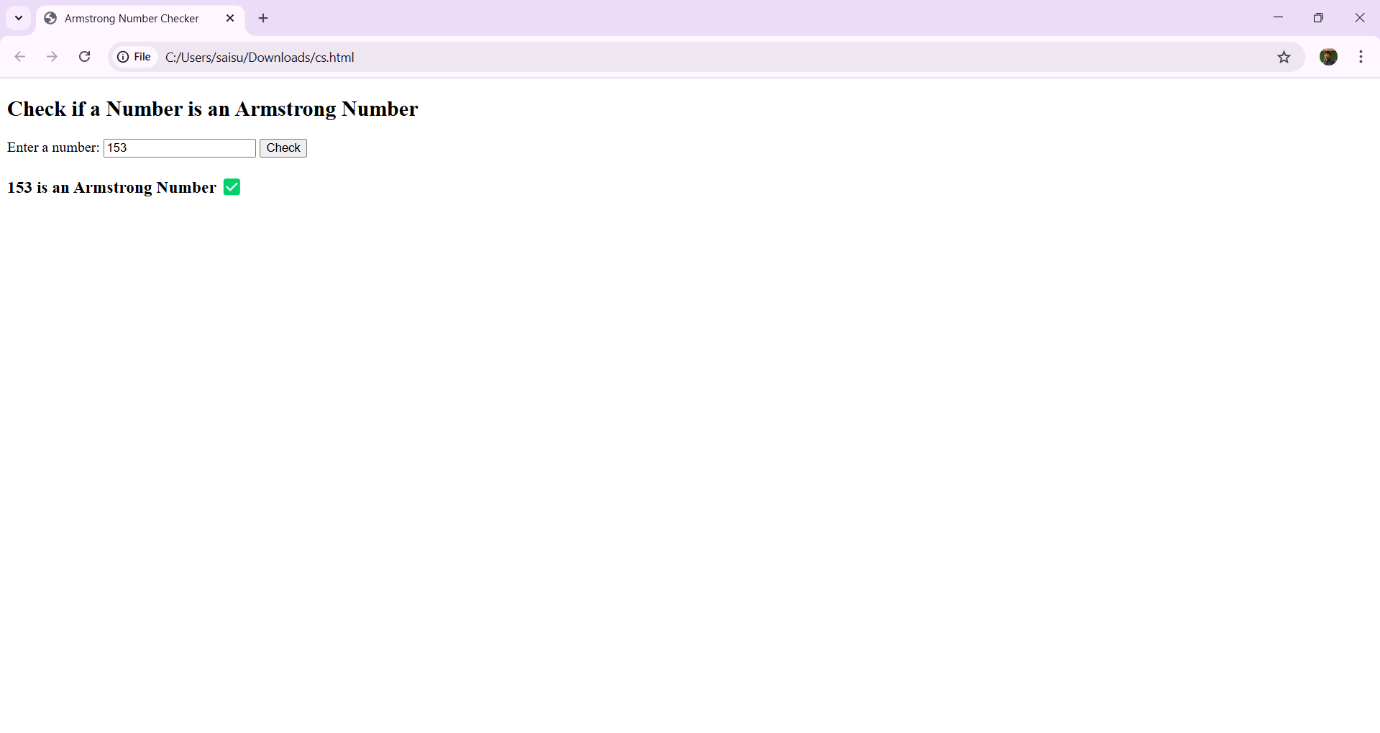 Armstrong Number Checker
File C:/Users/saisu/Downloads/cs.html
Check if a Number is an Armstrong Number
Enter a number: 153 Check
153 is an Armstrong Number ✅